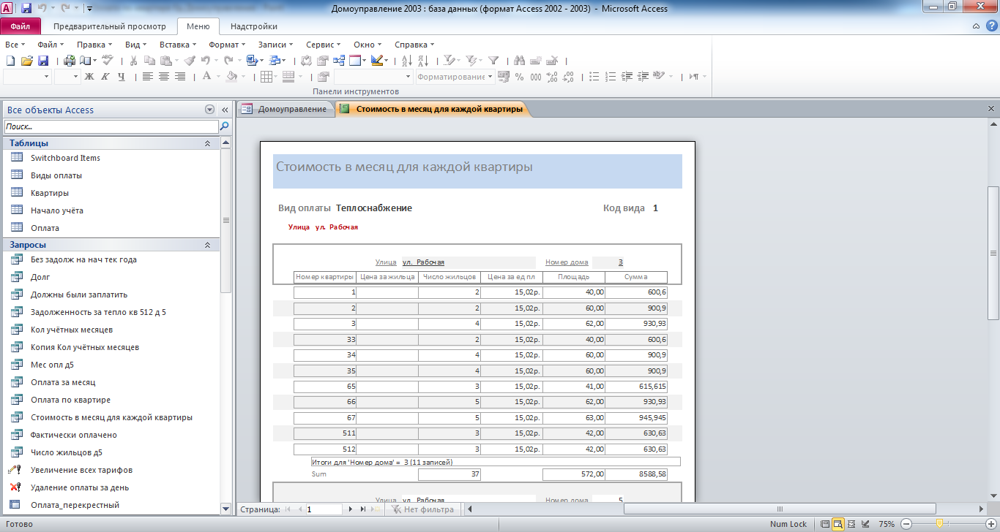 Домоуправление 2003 : база данных (формат Access 2002 - 2003) - Microsoft Access
Файл Предварительный просмотр Меню Надстройки
Все Файл Правка Вид Вставка Формат Записи Сервис Окно Справка
Ж К Ч А Форматирование % 000
Панели инструментов
Все объекты Access
Поиск...
Таблицы
Switchboard Items
Виды оплаты
Квартиры
Начало учёта
Оплата
Запросы
Без задолж на нач тек года
Долг
Должны были заплатить
Задолженность за тепло кв 512 д 5
Кол учётных месяцев
Копия Кол учётных месяцев
Мес опл д5
Оплата за месяц
Оплата по квартире
Стоимость в месяц для каждой квартиры
Фактически оплачено
Число жильцов д5
Увеличение всех тарифов
Удаление оплаты за день
Оплата_перекрестный
Домоуправление Стоимость в месяц для каждой квартиры
Стоимость в месяц для каждой квартиры
Вид оплаты Теплоснабжение Код вида 1
Улица ул. Рабочая
Улица ул. Рабочая Номер дома 3
Номер квартиры Цена за жильца Число жильцов Цена за ед пл Площадь Сумма
1 2 15,02р. 40,00 600,6
2 2 15,02р. 60,00 900,9
3 4 15,02р. 62,00 930,93
33 2 15,02р. 40,00 600,6
34 4 15,02р. 60,00 900,9
35 4 15,02р. 60,00 900,9
65 3 15,02р. 41,00 615,615
66 5 15,02р. 62,00 930,93
67 5 15,02р. 63,00 945,945
511 3 15,02р. 42,00 630,63
512 3 15,02р. 42,00 630,63
Итоги для 'Номер дома' = 3 (11 записей)
Sum 37 572,00 8588,58
Улица ул. Рабочая Номер дома 5
Страница: 1 Нет фильтра
Готово Num Lock 75%